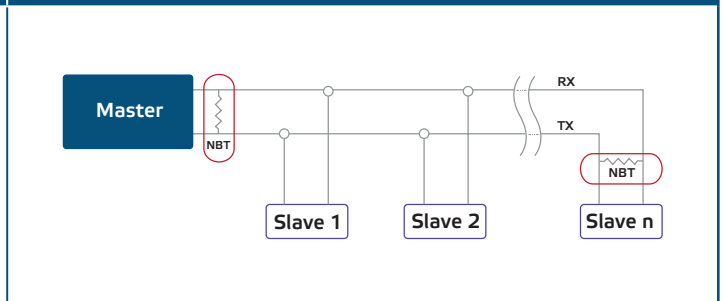 RX
Master
TX
NBT
NBT
Slave 1
Slave 2
Slave n